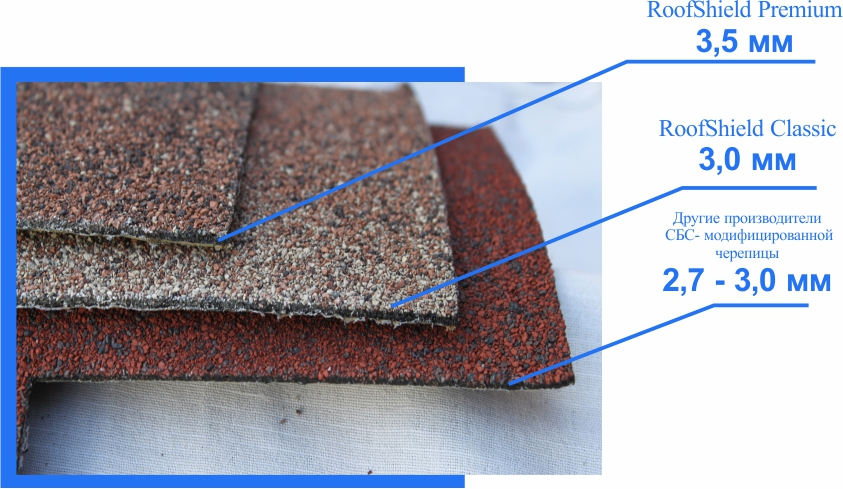 RoofShield Premium
3,5 мм
RoofShield Classic
3,0 мм
Другие производители
СБС- модифицированной
черепицы
2,7 - 3,0 мм